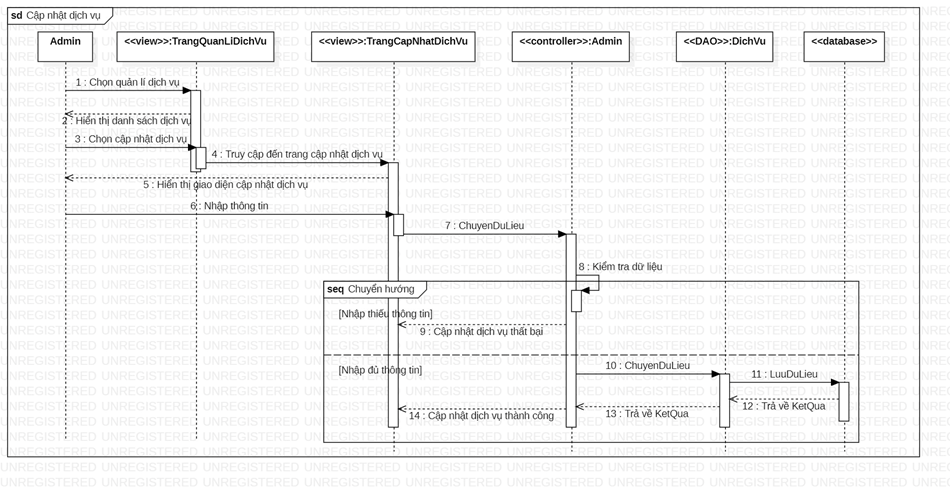 sd Cập nhật dịch vụ
Admin
<<view>>:TrangQuanLiDichVu
<<view>>:TrangCapNhatDichVu
<<controller>>:Admin
<<DAO>>:DichVu
<<database>>
1 : Chọn quản lí dịch vụ
2 : Hiển thị danh sách dịch vụ
3 : Chọn cập nhật dịch vụ
4 : Truy cập đến trang cập nhật dịch vụ
5 : Hiển thị giao diện cập nhật dịch vụ
6 : Nhập thông tin
7 : ChuyenDuLieu
8 : Kiểm tra dữ liệu
seq Chuyển hướng
[Nhập thiếu thông tin]
9 : Cập nhật dịch vụ thất bại
[Nhập đủ thông tin]
10 : ChuyenDuLieu
11 : LuuDuLieu
12 : Trả về KetQua
13 : Trả về KetQua
14 : Cập nhật dịch vụ thành công
UNREGISTERED